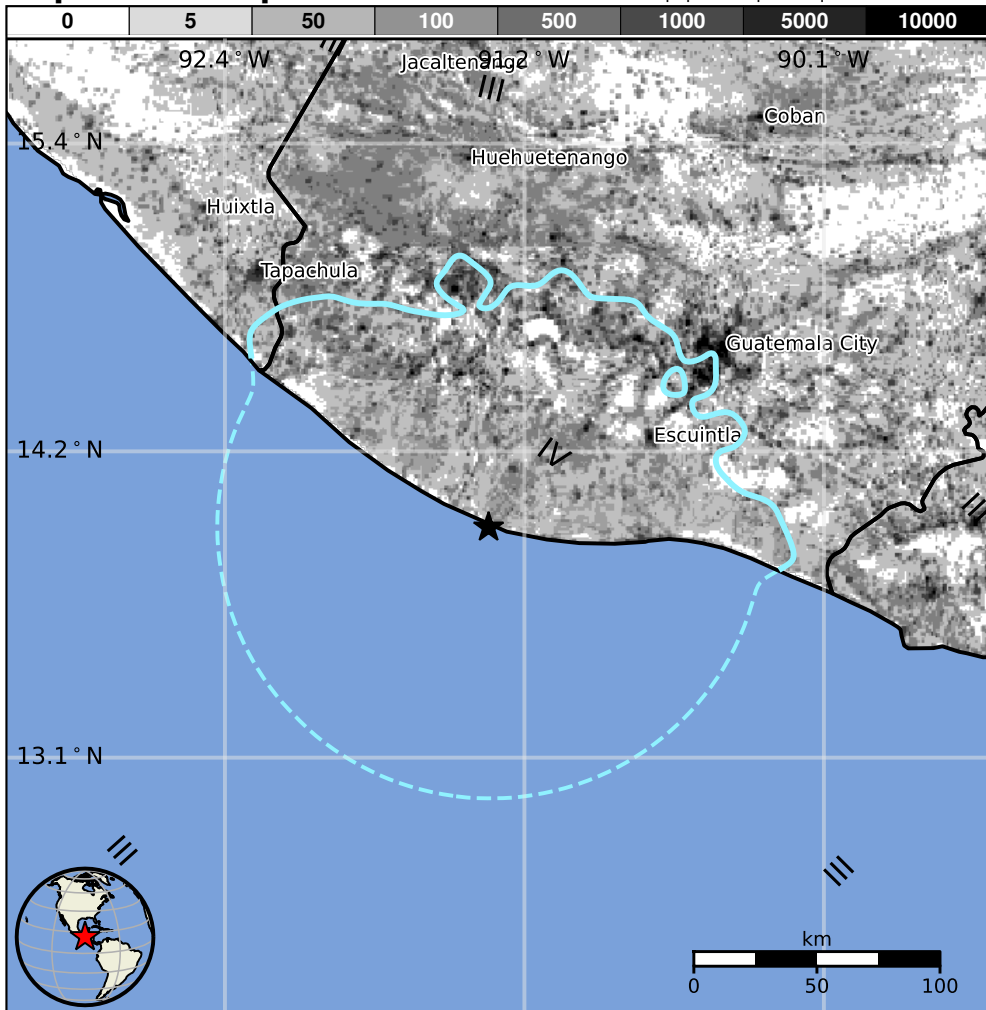 0 5 50 100 500 1000 5000 10000
92.4°W 91.2°W 90.1°W
Jacaltenango
III
Coban
15.4°N
Huehuetenango
Huixtla
Tapachula
Guatemala City
Escuintla
14.2°N
IV
III
13.1°N
III
III
km
0 50 100